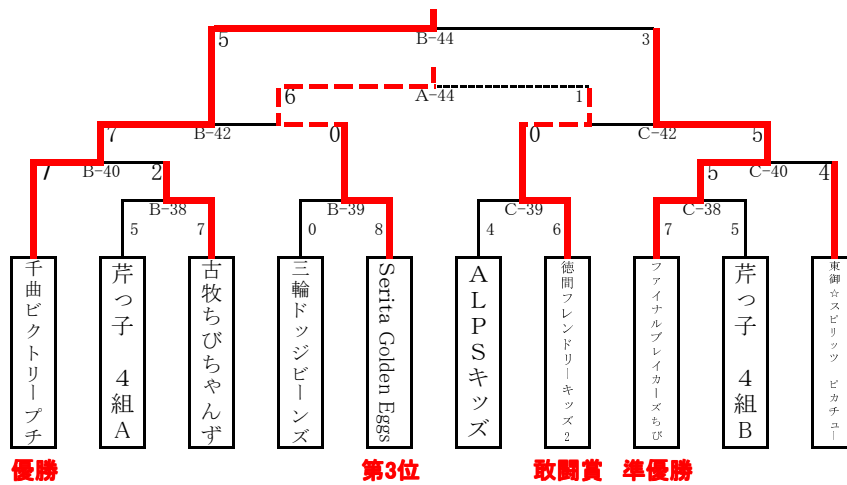 5 B-44 3
6 A-44 1
7 B-42 0 0 C-42 5
7 B-40 2 5 C-40 4
B-38 B-39 C-39 C-38
5 7 0 8 4 6 7 5
千曲ビクトリープチ
芹っ子 4組A
古牧ちびちゃんず
三輪ドッジビーンズ
Serita Golden Eggs
ALPSキッズ
徳間フレンドリーキッズ2
ファイナルブレイカーズちび
芹っ子 4組B
東御☆スピリッツ ピカチュー
優勝 第3位 敢闘賞 準優勝